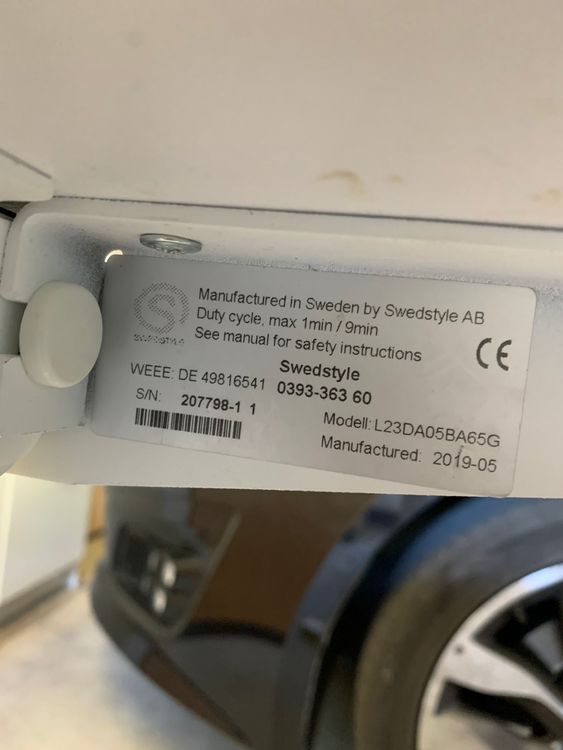 SWEDSTYLE
Manufactured in Sweden by Swedstyle AB
Duty cycle, max 1min / 9min
See manual for safety instructions
CE
Swedstyle
WEEE: DE 49816541 0393-363 60
S/N: 207798-1 1
Modell: L23DA05BA65G
Manufactured: 2019-05